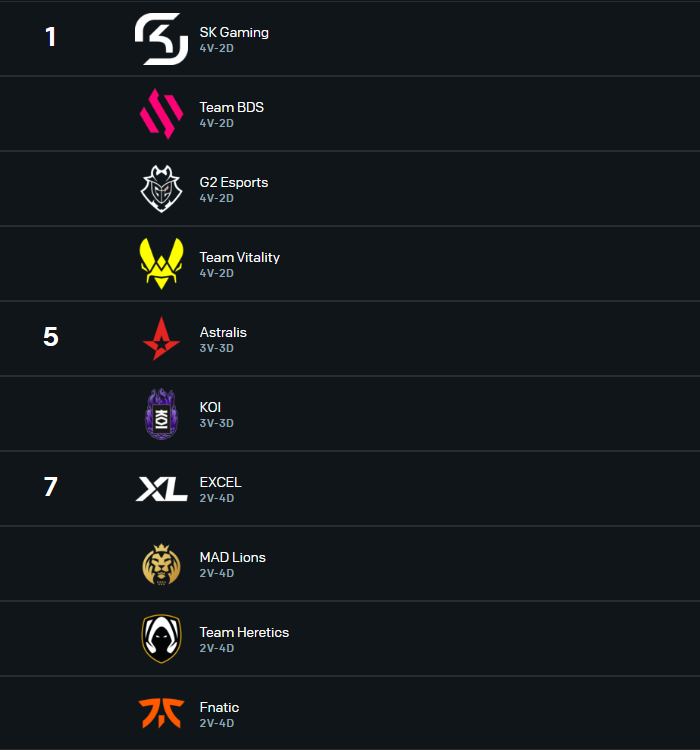 1
SK Gaming
4V-2D
Team BDS
4V-2D
G2 Esports
4V-2D
Team Vitality
4V-2D
5
Astralis
3V-3D
KOI
KOI
3V-3D
7
XL
EXCEL
2V-4D
MAD Lions
2V-4D
Team Heretics
2V-4D
Fnatic
2V-4D